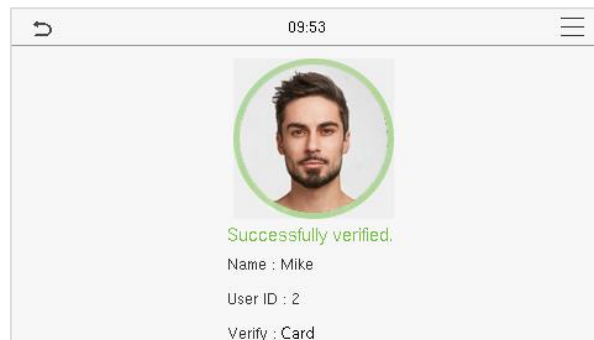 09:53
Successfully verified.
Name : Mike
User ID : 2
Verify : Card